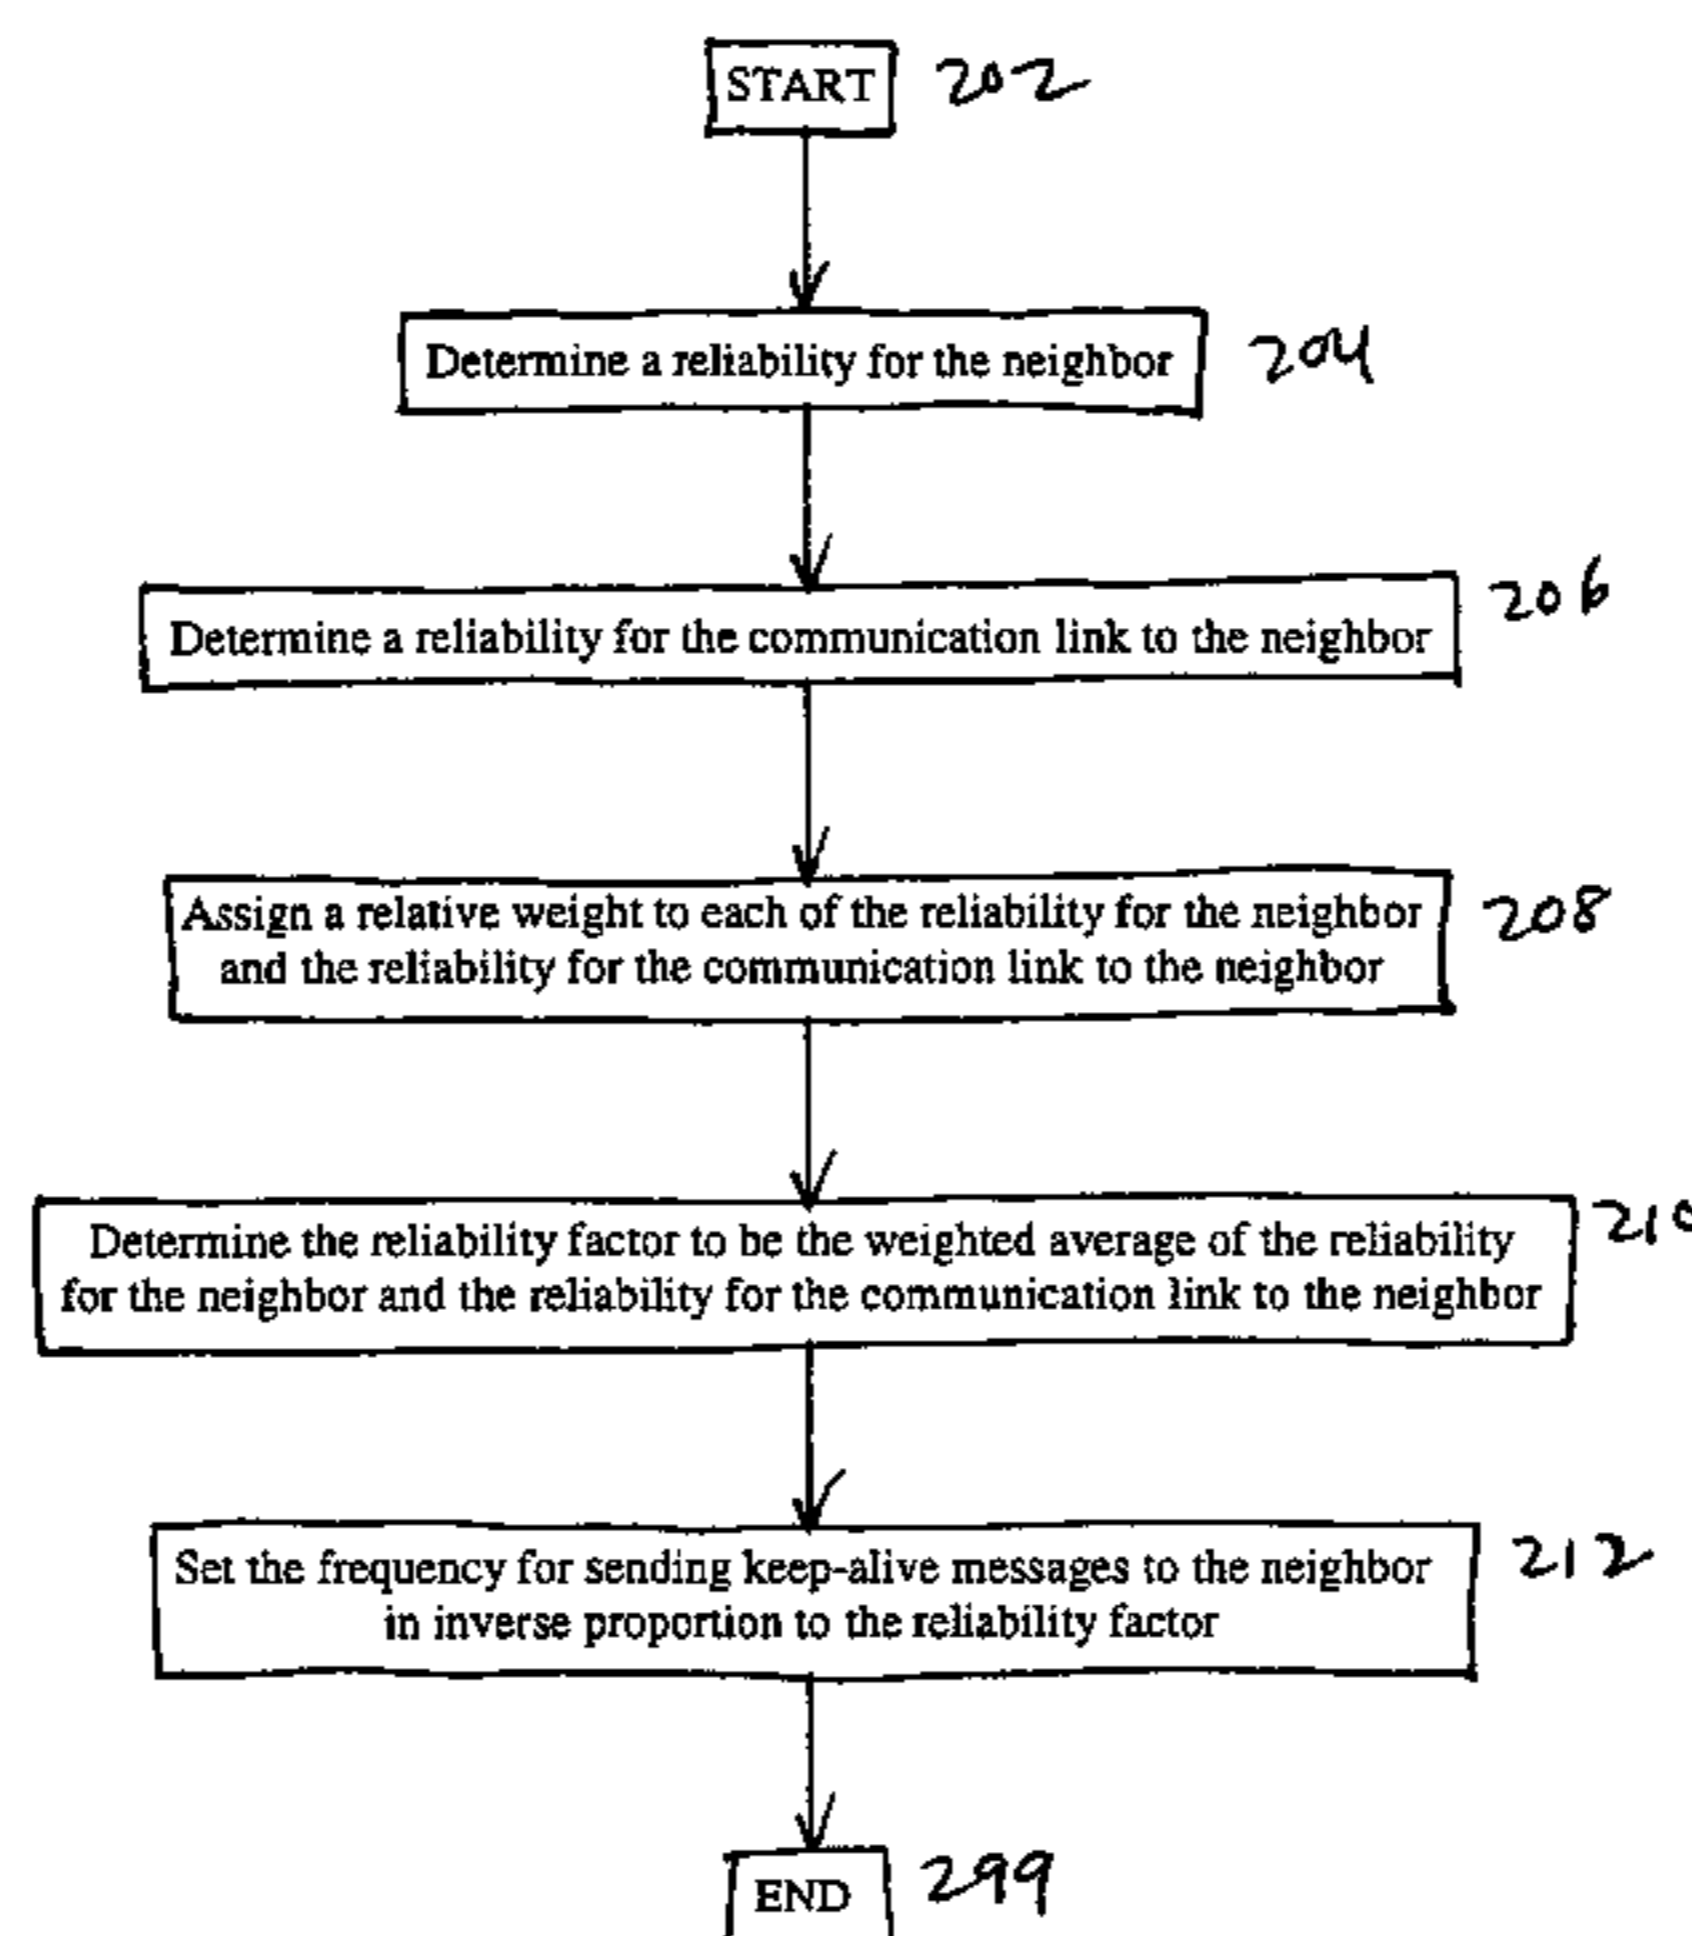 START 202
Determine a reliability for the neighbor 204
206
Determine a reliability for the communication link to the neighbor
Assign a relative weight to each of the reliability for the neighbor 208
and the reliability for the communication link to the neighbor
210
Determine the reliability factor to be the weighted average of the reliability
for the neighbor and the reliability for the communication link to the neighbor
Set the frequency for sending keep-alive messages to the neighbor 212
in inverse proportion to the reliability factor
END 299